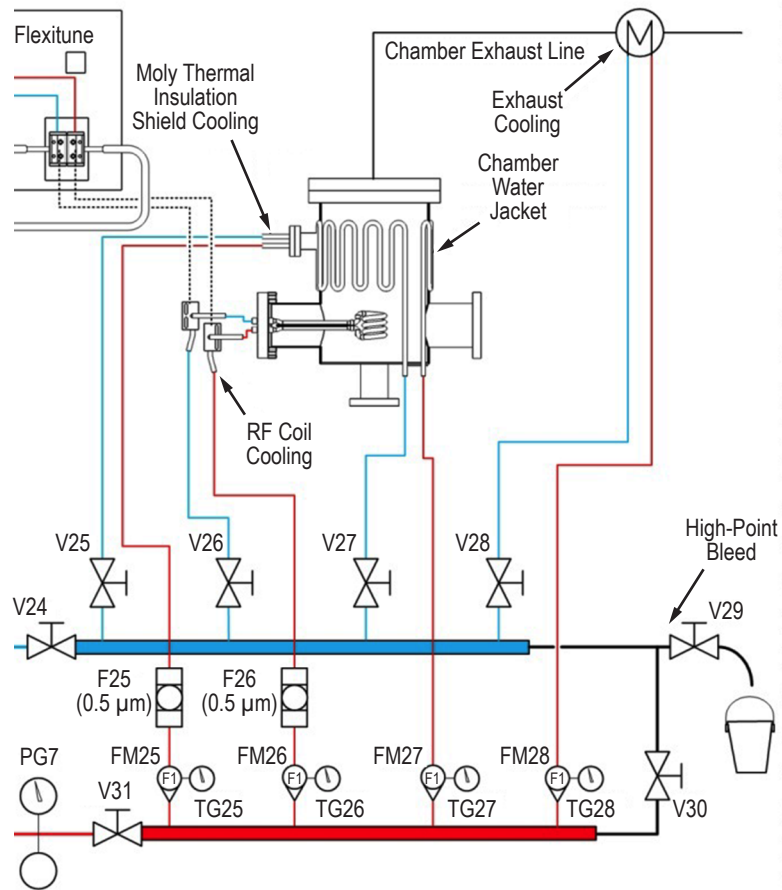 Flexitune
Moly Thermal
Insulation
Shield Cooling
Chamber Exhaust Line
M
Exhaust
Cooling
Chamber
Water
Jacket
RF Coil
Cooling
High-Point
Bleed
V25
V26
V27
V28
V24
V29
F25
(0.5 µm)
F26
(0.5 µm)
PG7
FM25
FM26
FM27
FM28
F1
F1
F1
F1
V31
TG25
TG26
TG27
TG28
V30